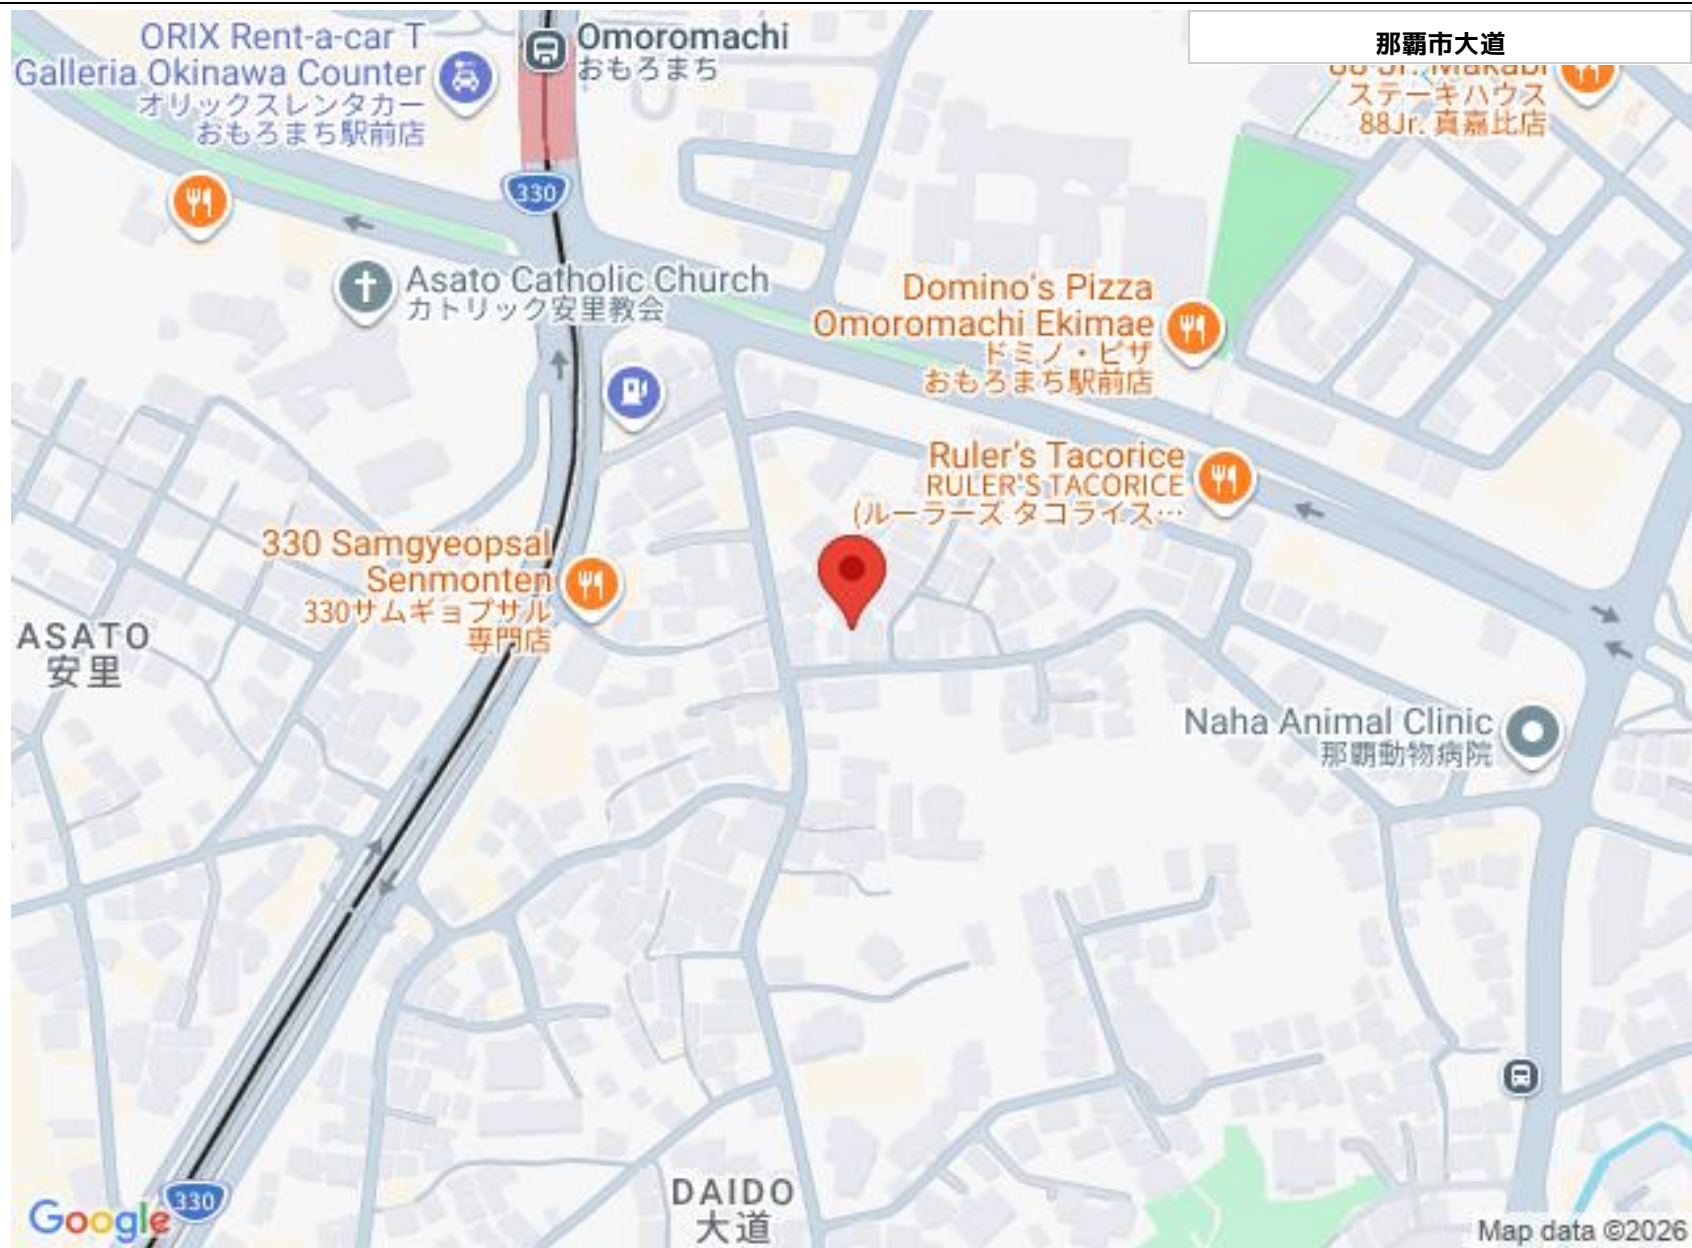 那覇市大道
ORIX Rent-a-car T
Galleria Okinawa Counter
オリックスレンタカー
おもろまち駅前店
Omoromachi
おもろまち
88 Jr. Makabi
ステーキハウス
88Jr. 真嘉比店
330
Asato Catholic Church
カトリック安里教会
Domino's Pizza
Omoromachi Ekimae
ドミノ・ピザ
おもろまち駅前店
Ruler's Tacorice
RULER'S TACORICE
(ルーラーズ タコライス…
330 Samgyeopsal
Senmonten
330サムギョプサル
専門店
ASATO
安里
Naha Animal Clinic
那覇動物病院
DAIDO
大道
330
Google
Map data ©2026